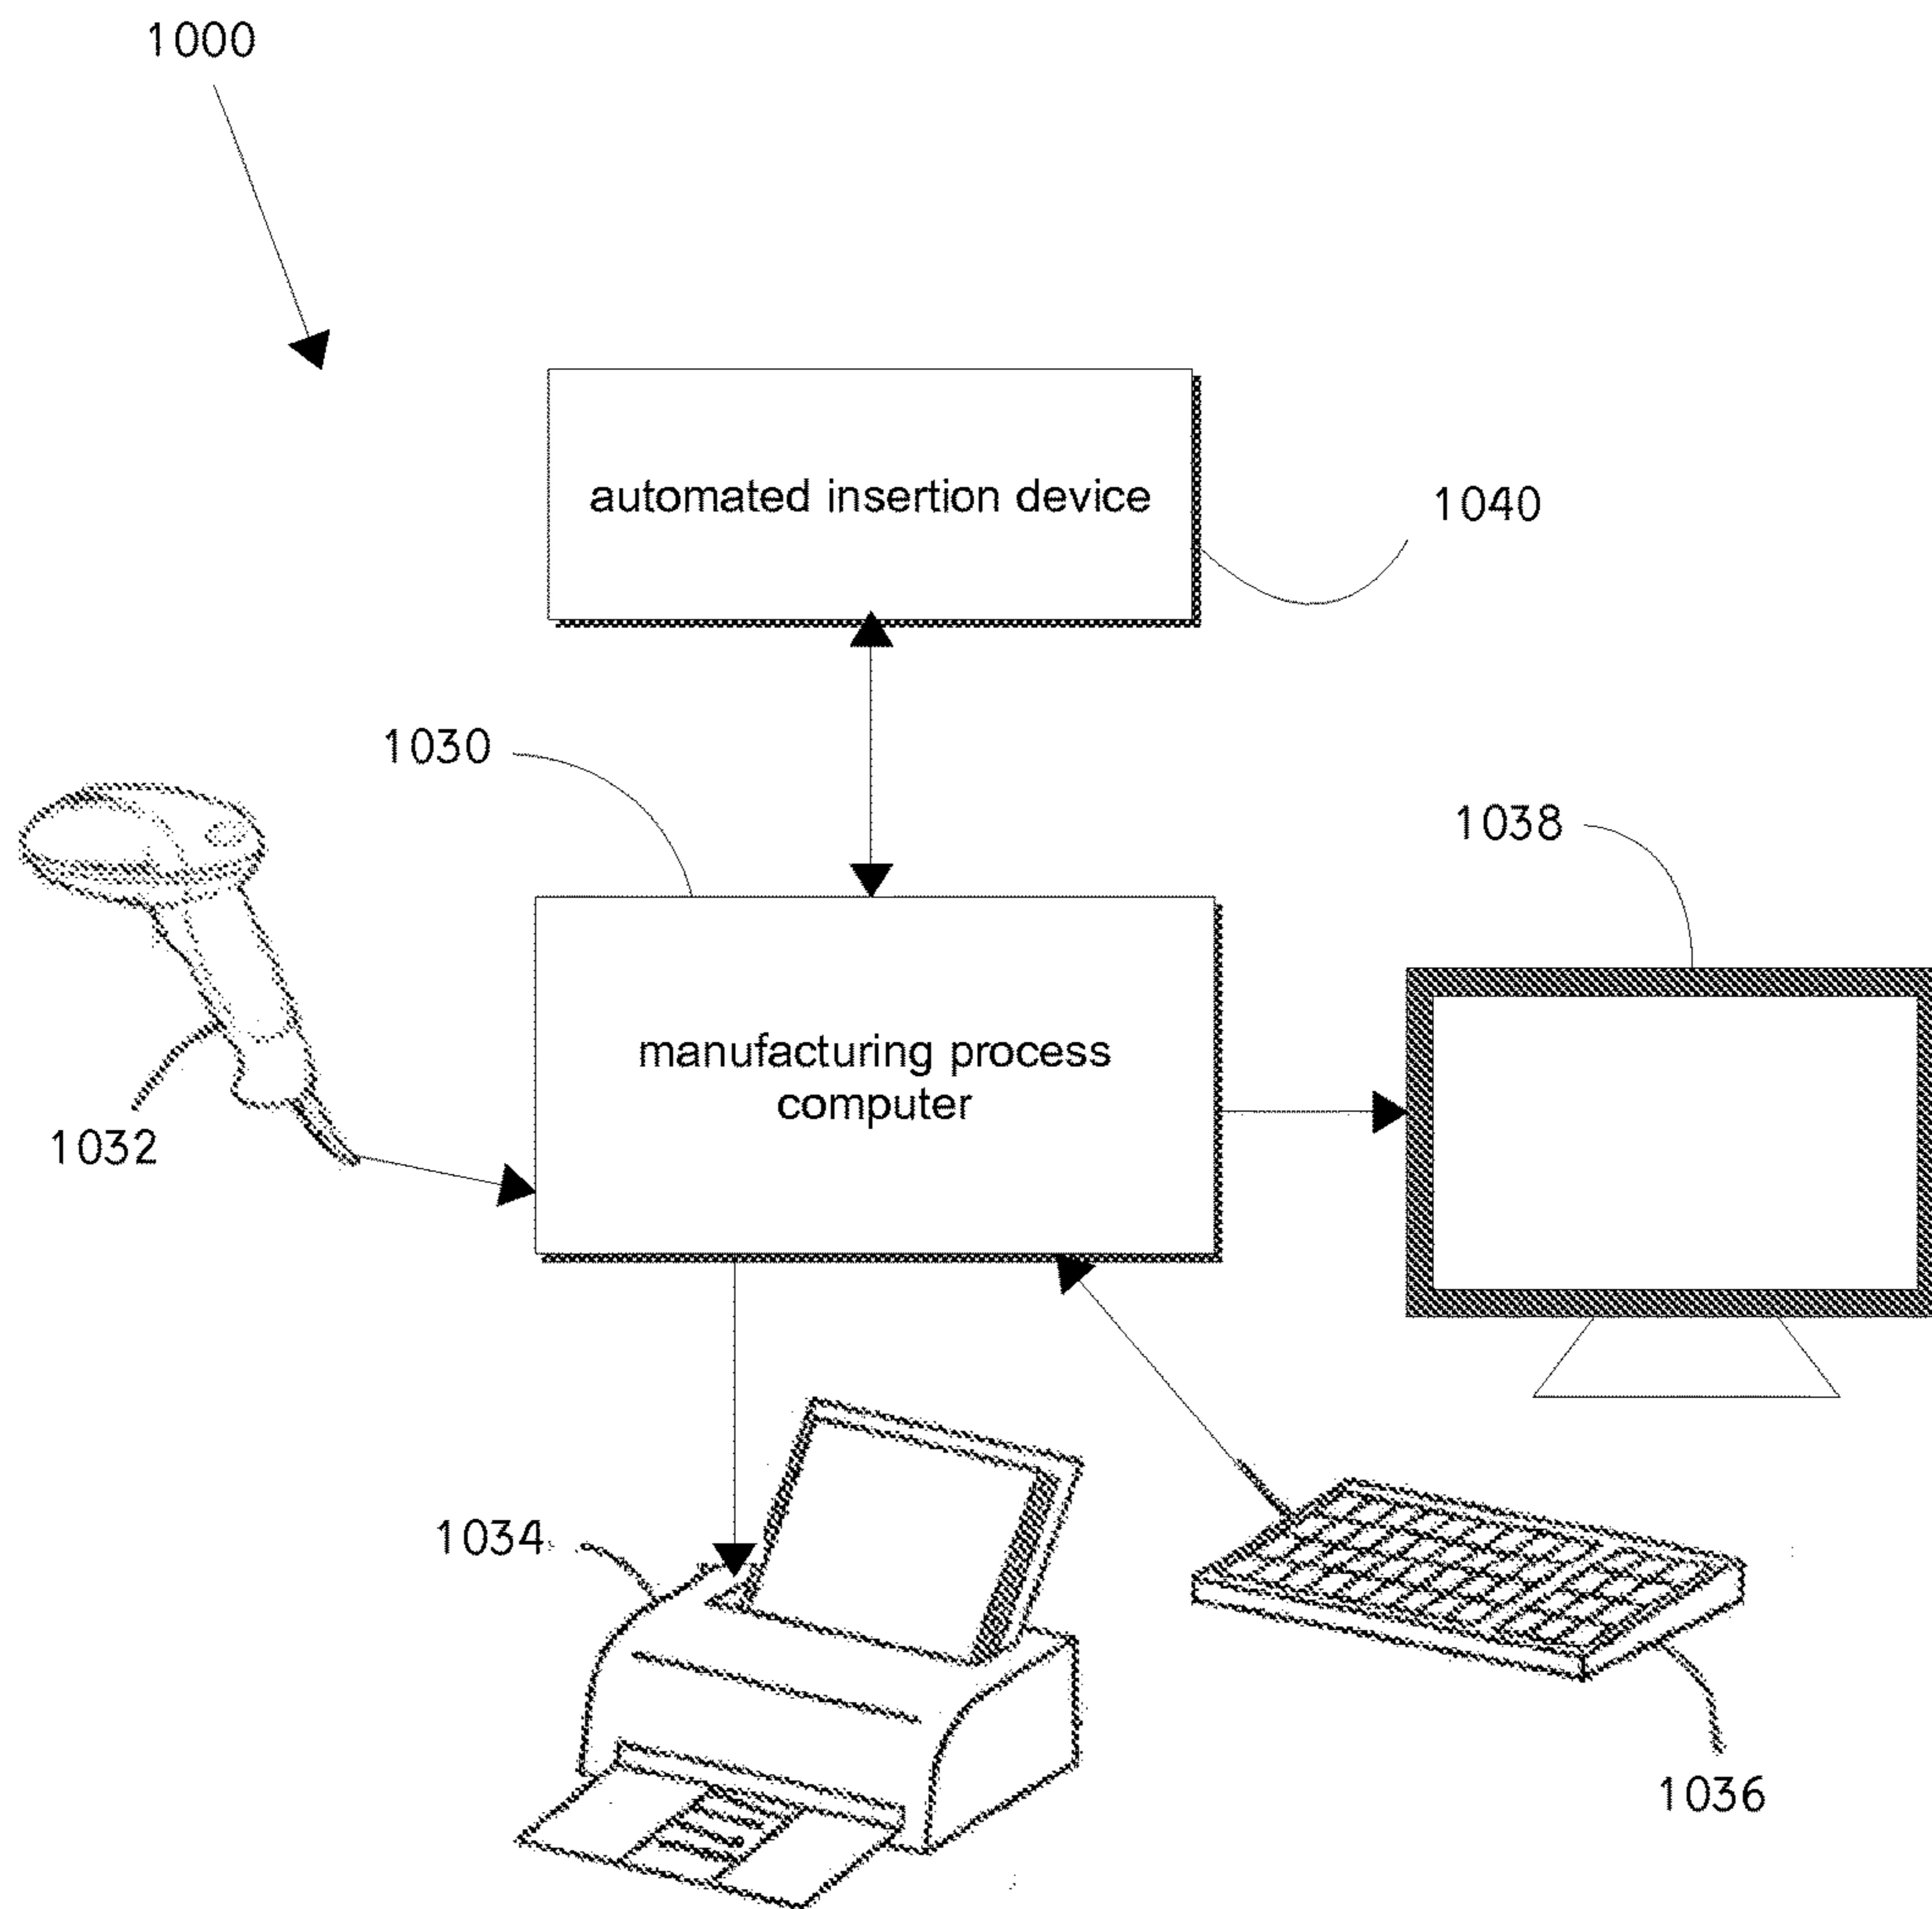 1000
automated insertion device
1040
1030
1038
manufacturing process
computer
1032
1034
1036